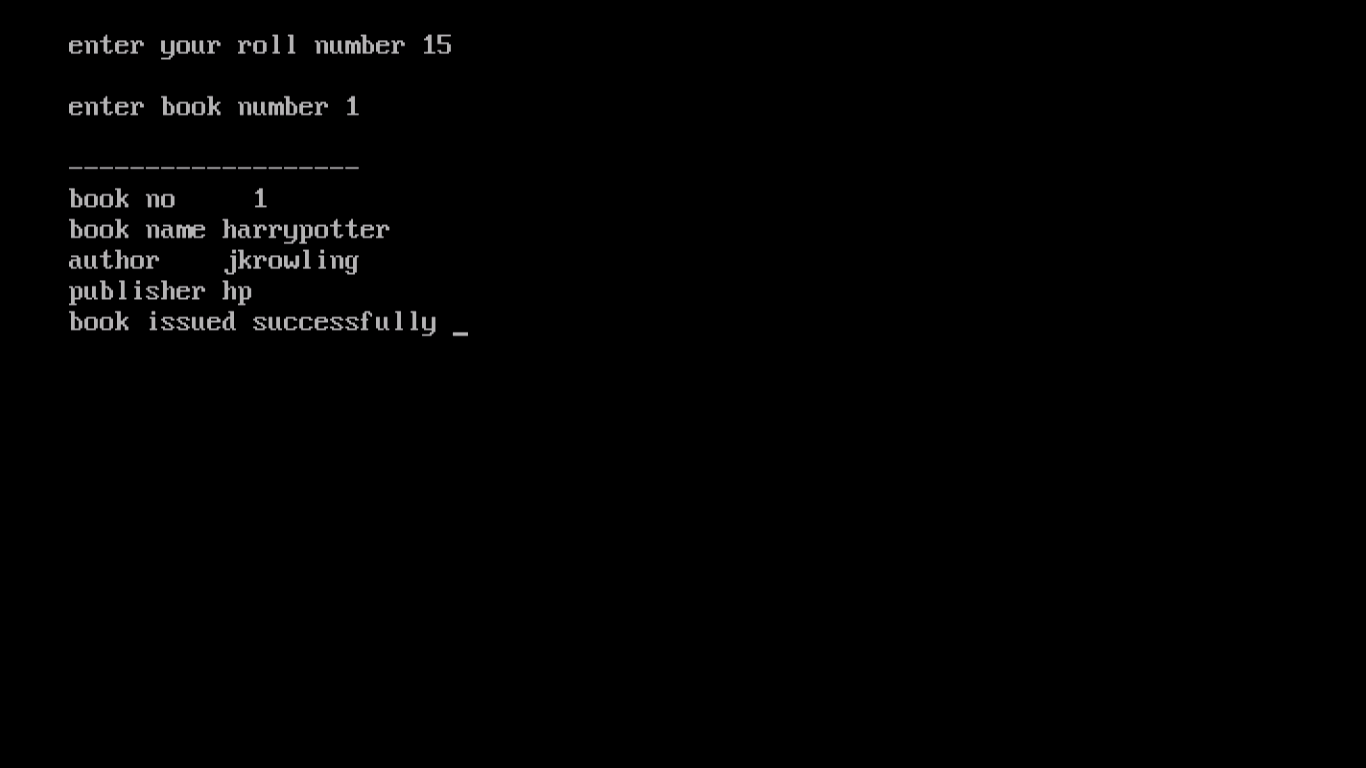 enter your roll number 15
enter book number 1
-------------------
book no     1
book name harrypotter
author    jkrowling
publisher hp
book issued successfully _